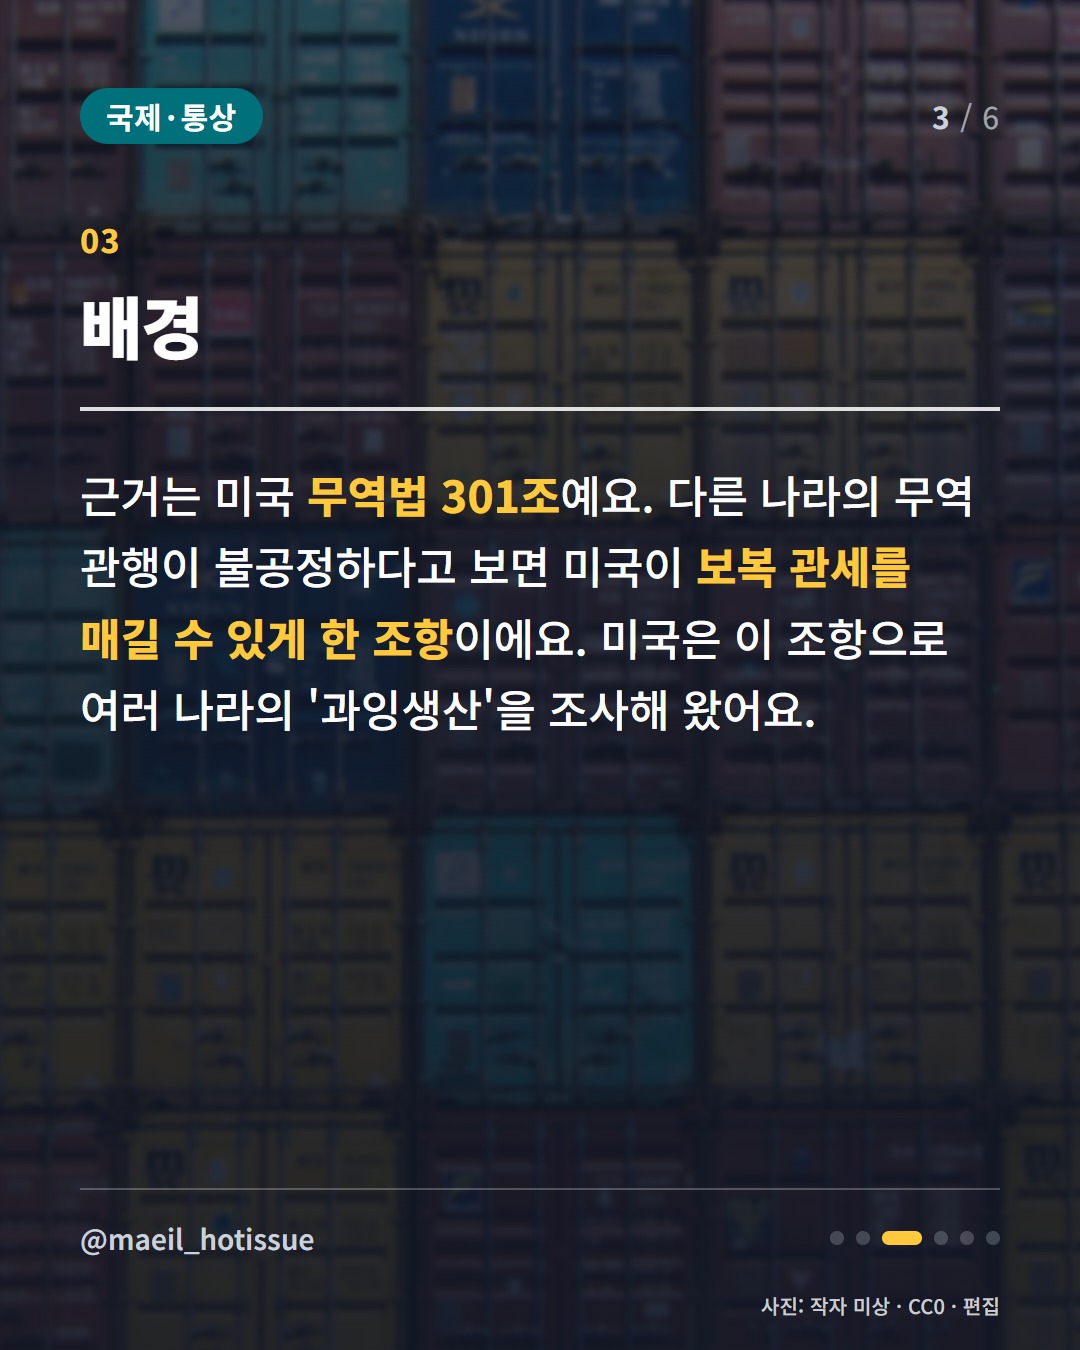 국제·통상
3 / 6
03
배경
근거는 미국 무역법 301조예요. 다른 나라의 무역
관행이 불공정하다고 보면 미국이 보복 관세를
매길 수 있게 한 조항이에요. 미국은 이 조항으로
여러 나라의 '과잉생산'을 조사해 왔어요.
@maeil_hotissue
사진: 작자 미상 · CC0 · 편집